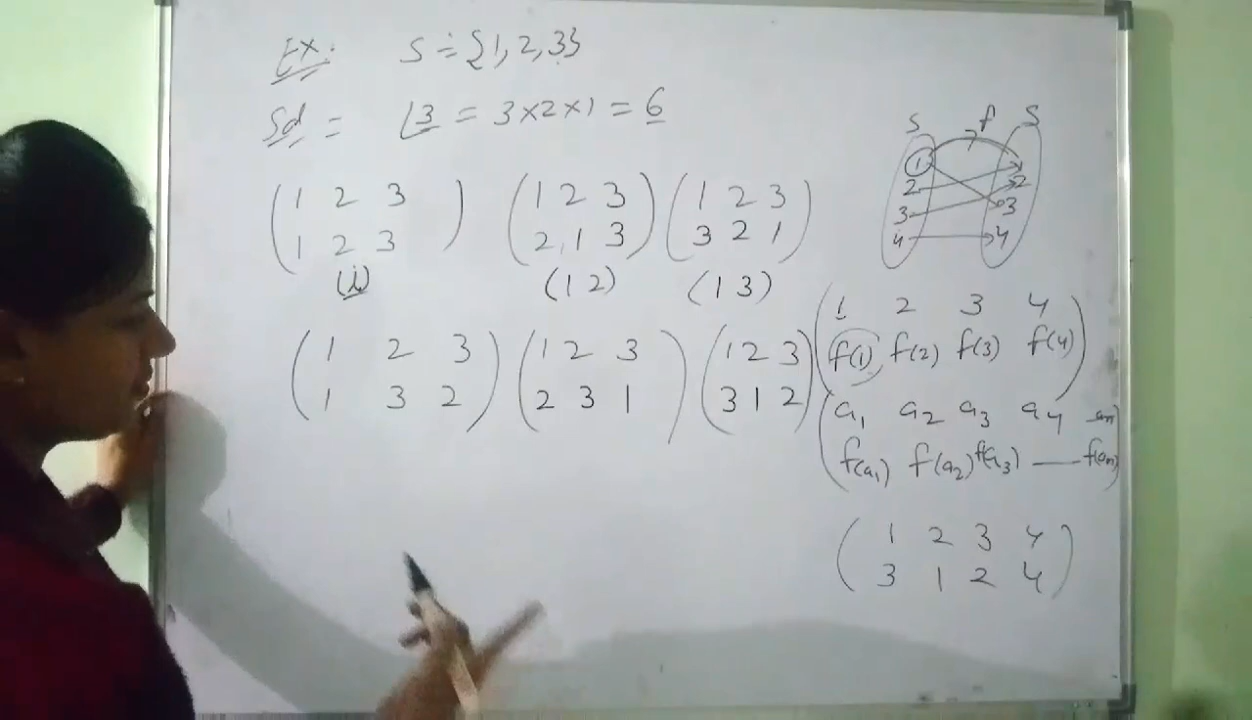 Ex: S = {1, 2, 3}
Sol = ⌊3 = 3×2×1 = 6
S f S
1
2 2
3 3
4 4
( 1 2 3 ) ( 1 2 3 ) ( 1 2 3 )
( 1 2 3 ) ( 2 1 3 ) ( 3 2 1 )
(i) (1 2) (1 3)
( 1 2 3 ) ( 1 2 3 ) ( 1 2 3 )
( 1 3 2 ) ( 2 3 1 ) ( 3 1 2 )
( 1 2 3 4 )
( f(1) f(2) f(3) f(4) )
( a₁ a₂ a₃ a₄ an )
( f(a₁) f(a₂) f(a₃) — f(an) )
( 1 2 3 4 )
( 3 1 2 4 )